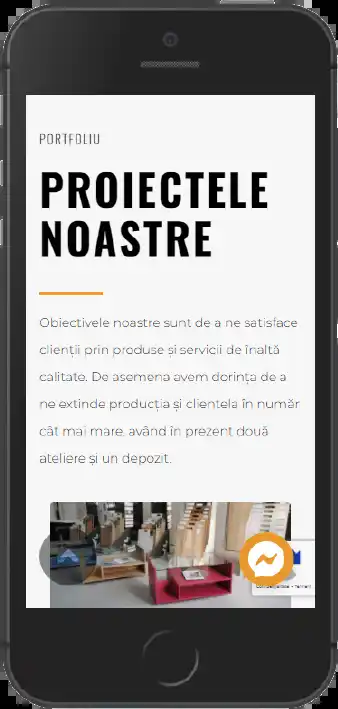 PORTFOLIU
PROIECTELE
NOASTRE
Obiectivele noastre sunt de a ne satisface
clienții prin produse și servicii de înaltă
calitate. De asemena avem dorința de a
ne extinde producția și clientela în număr
cât mai mare, având în prezent două
ateliere și un depozit.